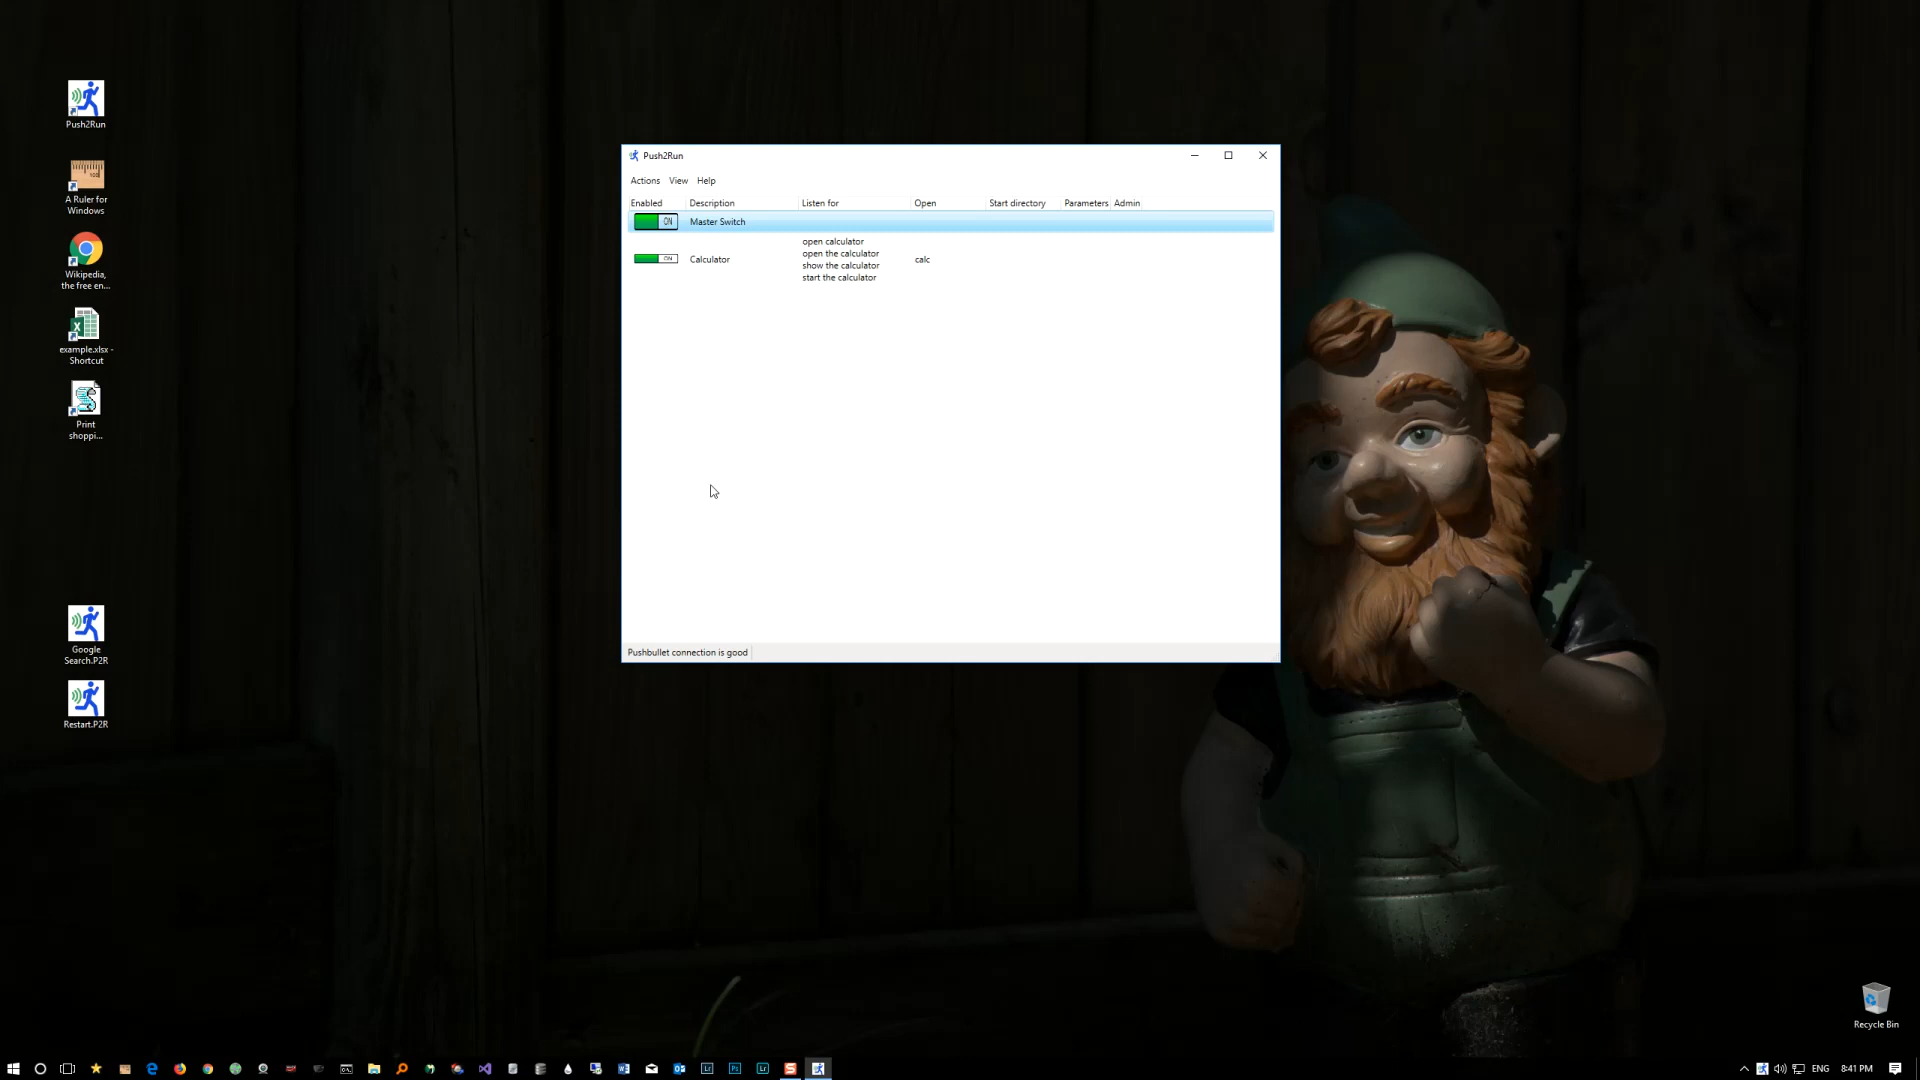 Push2Run
A Ruler for
Windows
Wikipedia,
the free en...
example.xlsx -
Shortcut
Print
shoppi...
Google
Search.P2R
Restart.P2R
Push2Run
Actions View Help
Enabled Description Listen for Open Start directory Parameters Admin
ON Master Switch
open calculator
open the calculator
ON Calculator calc
show the calculator
start the calculator
Pushbullet connection is good
Recycle Bin
ENG 8:41 PM